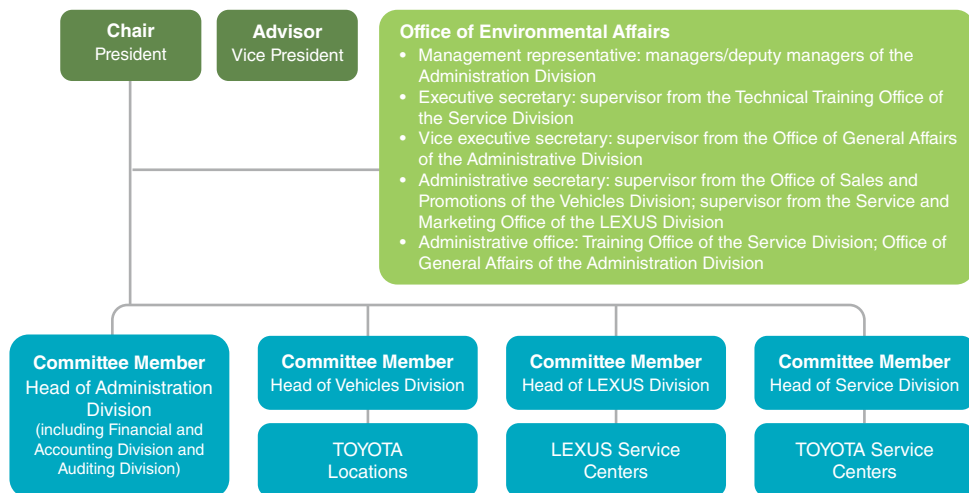 Chair
President
Advisor
Vice President
Office of Environmental Affairs
• Management representative: managers/deputy managers of the
Administration Division
• Executive secretary: supervisor from the Technical Training Office of
the Service Division
• Vice executive secretary: supervisor from the Office of General Affairs
of the Administrative Division
• Administrative secretary: supervisor from the Office of Sales and
Promotions of the Vehicles Division; supervisor from the Service and
Marketing Office of the LEXUS Division
• Administrative office: Training Office of the Service Division; Office of
General Affairs of the Administration Division
Committee Member
Head of Administration
Division
(including Financial and
Accounting Division and
Auditing Division)
Committee Member
Head of Vehicles Division
TOYOTA
Locations
Committee Member
Head of LEXUS Division
LEXUS Service
Centers
Committee Member
Head of Service Division
TOYOTA Service
Centers